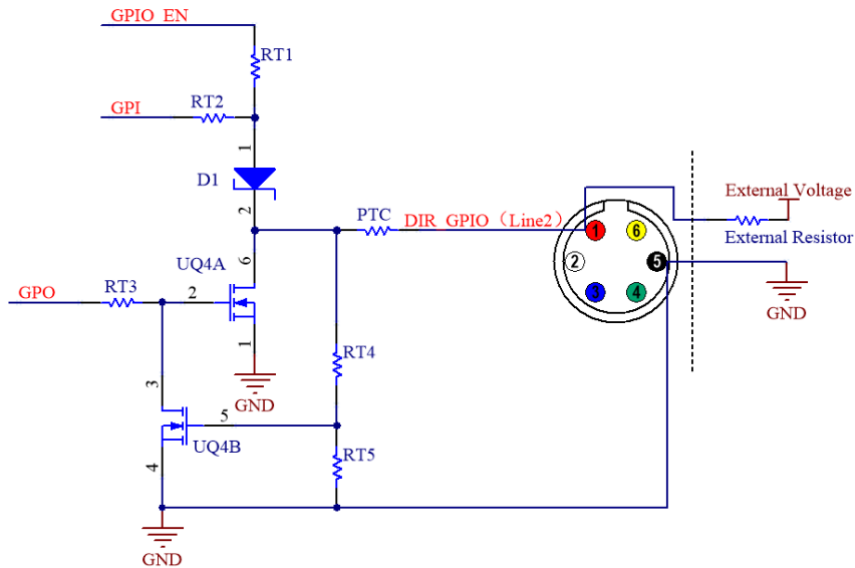 GPIO_EN
RT1
GPI
RT2
1
D1
2
PTC
DIR_GPIO（Line2）
External Voltage
External Resistor
1
6
2
5
3
4
GND
UQ4A
6
GPO
RT3
2
1
GND
RT4
3
5
UQ4B
4
RT5
GND